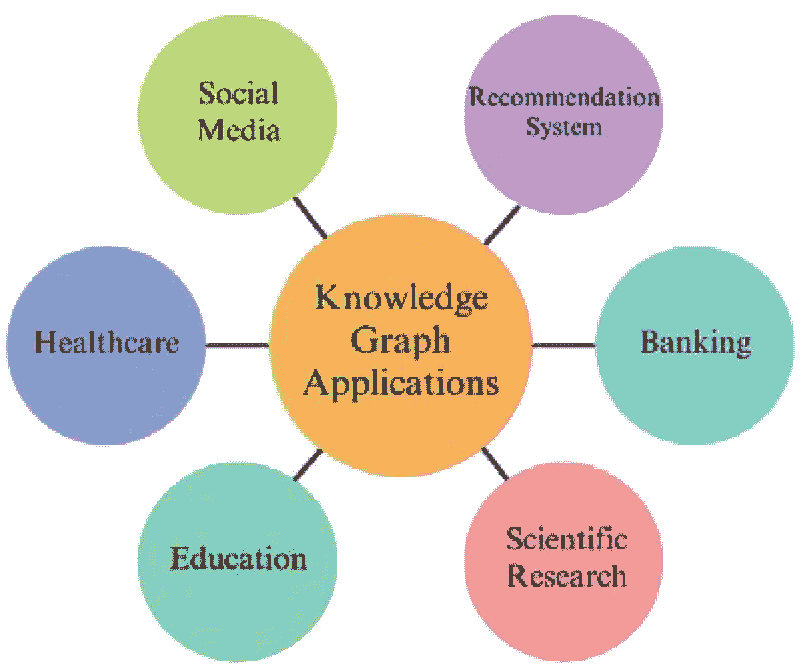 Social
Media
Recommendation
System
Knowledge
Graph
Applications
Healthcare
Banking
Education
Scientific
Research